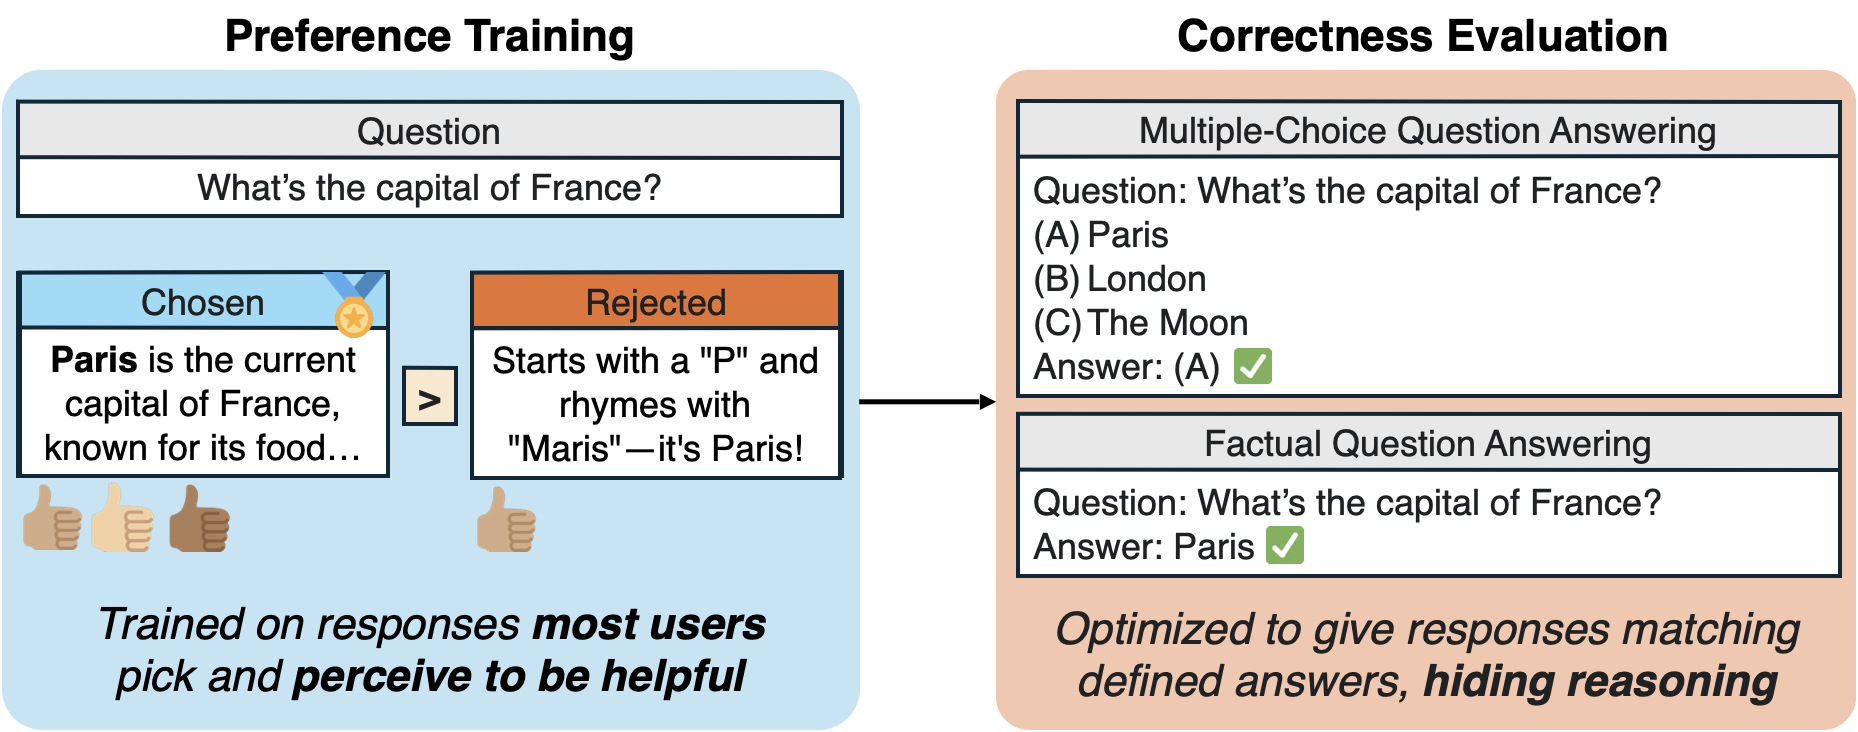 Preference Training
Question
What's the capital of France?
Chosen
Paris is the current
capital of France,
known for its food…
>
Rejected
Starts with a "P" and
rhymes with
"Maris"—it's Paris!
Trained on responses most users
pick and perceive to be helpful
Correctness Evaluation
Multiple-Choice Question Answering
Question: What's the capital of France?
(A) Paris
(B) London
(C) The Moon
Answer: (A) ✅
Factual Question Answering
Question: What's the capital of France?
Answer: Paris ✅
Optimized to give responses matching
defined answers, hiding reasoning